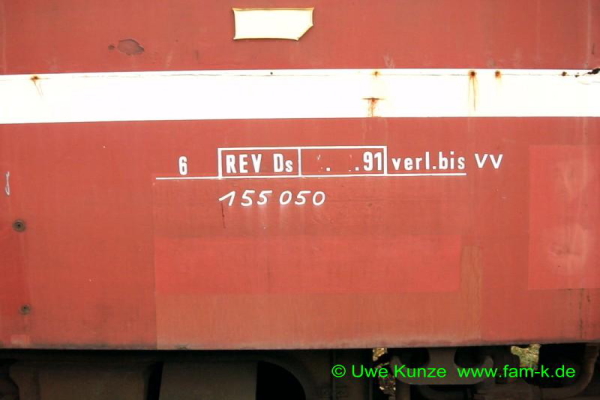 6 REV Ds . .91 verl.bis VV
155 050
© Uwe Kunze www.fam-k.de